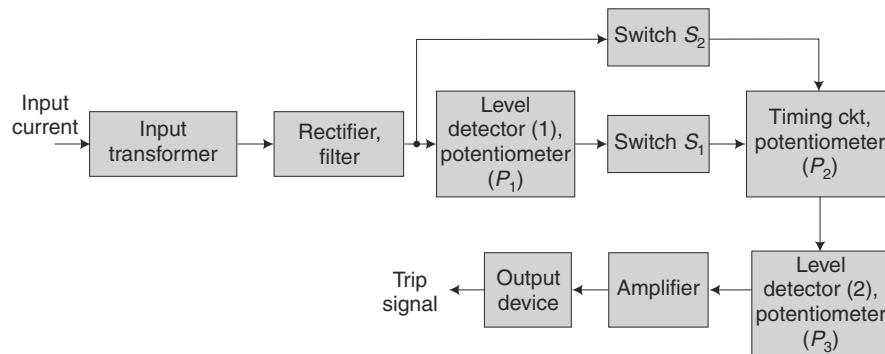 Switch S2
Input
current
Input
transformer
Rectifier,
filter
Level
detector (1),
potentiometer
(P1)
Switch S1
Timing ckt,
potentiometer
(P2)
Trip
signal
Output
device
Amplifier
Level
detector (2),
potentiometer
(P3)